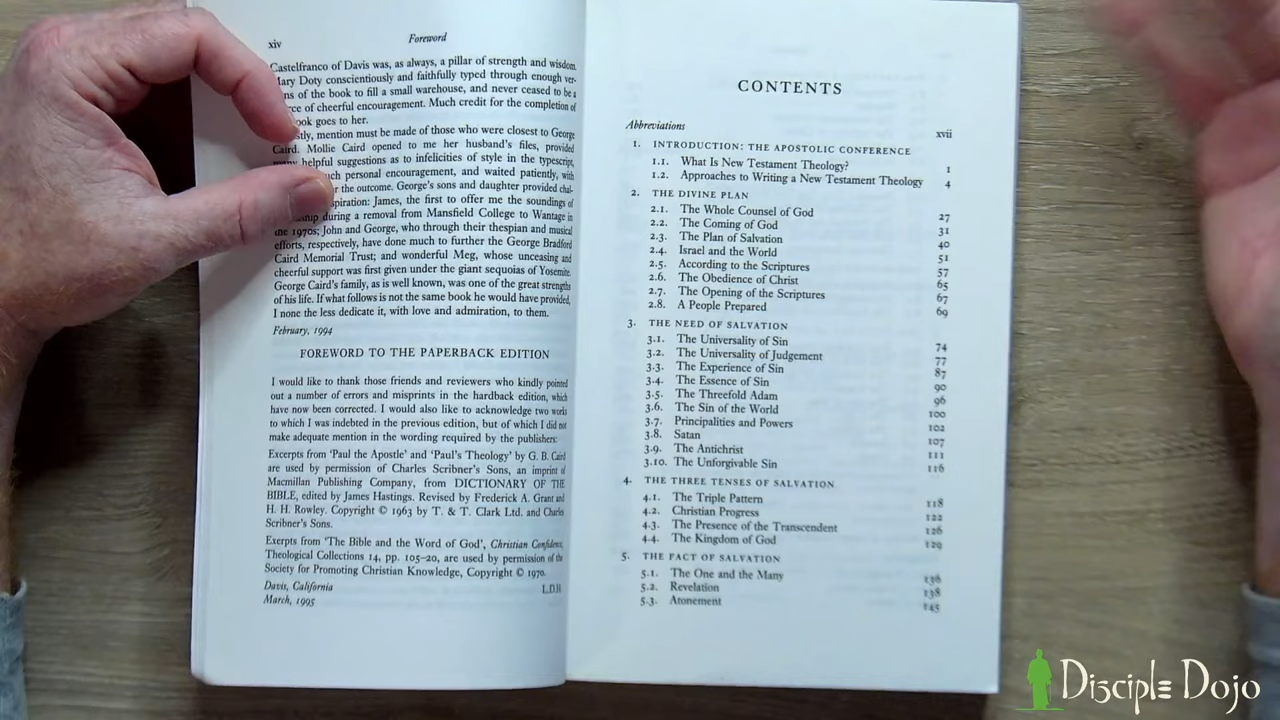 xiv
Foreword
Castelfranco of Davis was, as always, a pillar of strength and wisdom.
Mary Doty conscientiously and faithfully typed through enough ver-
ns of the book to fill a small warehouse, and never ceased to be a
rce of cheerful encouragement. Much credit for the completion of
ook goes to her.
stly, mention must be made of those who were closest to George
Caird. Mollie Caird opened to me her husband's files, provided
many helpful suggestions as to infelicities of style in the typescript,
ch personal encouragement, and waited patiently, with
r the outcome. George's sons and daughter provided chal-
spiration: James, the first to offer me the soundings of
ship during a removal from Mansfield College to Wantage in
the 1970s; John and George, who through their thespian and musical
efforts, respectively, have done much to further the George Bradford
Caird Memorial Trust; and wonderful Meg, whose unceasing and
cheerful support was first given under the giant sequoias of Yosemite.
George Caird's family, as is well known, was one of the great strengths
of his life. If what follows is not the same book he would have provided,
I none the less dedicate it, with love and admiration, to them.
February, 1994
FOREWORD TO THE PAPERBACK EDITION
I would like to thank those friends and reviewers who kindly pointed
out a number of errors and misprints in the hardback edition, which
have now been corrected. I would also like to acknowledge two works
to which I was indebted in the previous edition, but of which I did not
make adequate mention in the wording required by the publishers:
Excerpts from 'Paul the Apostle' and 'Paul's Theology' by G. B. Caird
are used by permission of Charles Scribner's Sons, an imprint of
Macmillan Publishing Company, from DICTIONARY OF THE
BIBLE, edited by James Hastings. Revised by Frederick A. Grant and
H. H. Rowley. Copyright © 1963 by T. & T. Clark Ltd. and Charles
Scribner's Sons.
Exerpts from 'The Bible and the Word of God', Christian Confidence,
Theological Collections 14, pp. 105-20, are used by permission of the
Society for Promoting Christian Knowledge, Copyright © 1970.
Davis, California L.D.H
March, 1995
CONTENTS
Abbreviations xvii
1. INTRODUCTION: THE APOSTOLIC CONFERENCE
1.1. What Is New Testament Theology? 1
1.2. Approaches to Writing a New Testament Theology 4
2. THE DIVINE PLAN
2.1. The Whole Counsel of God 27
2.2. The Coming of God 31
2.3. The Plan of Salvation 40
2.4. Israel and the World 51
2.5. According to the Scriptures 57
2.6. The Obedience of Christ 65
2.7. The Opening of the Scriptures 67
2.8. A People Prepared 69
3. THE NEED OF SALVATION
3.1. The Universality of Sin 74
3.2. The Universality of Judgement 77
3.3. The Experience of Sin 87
3.4. The Essence of Sin 90
3.5. The Threefold Adam 96
3.6. The Sin of the World 100
3.7. Principalities and Powers 102
3.8. Satan 107
3.9. The Antichrist 111
3.10. The Unforgivable Sin 116
4. THE THREE TENSES OF SALVATION
4.1. The Triple Pattern 118
4.2. Christian Progress 122
4.3. The Presence of the Transcendent 126
4.4. The Kingdom of God 129
5. THE FACT OF SALVATION
5.1. The One and the Many 136
5.2. Revelation 138
5.3. Atonement 145
Disciple Dojo